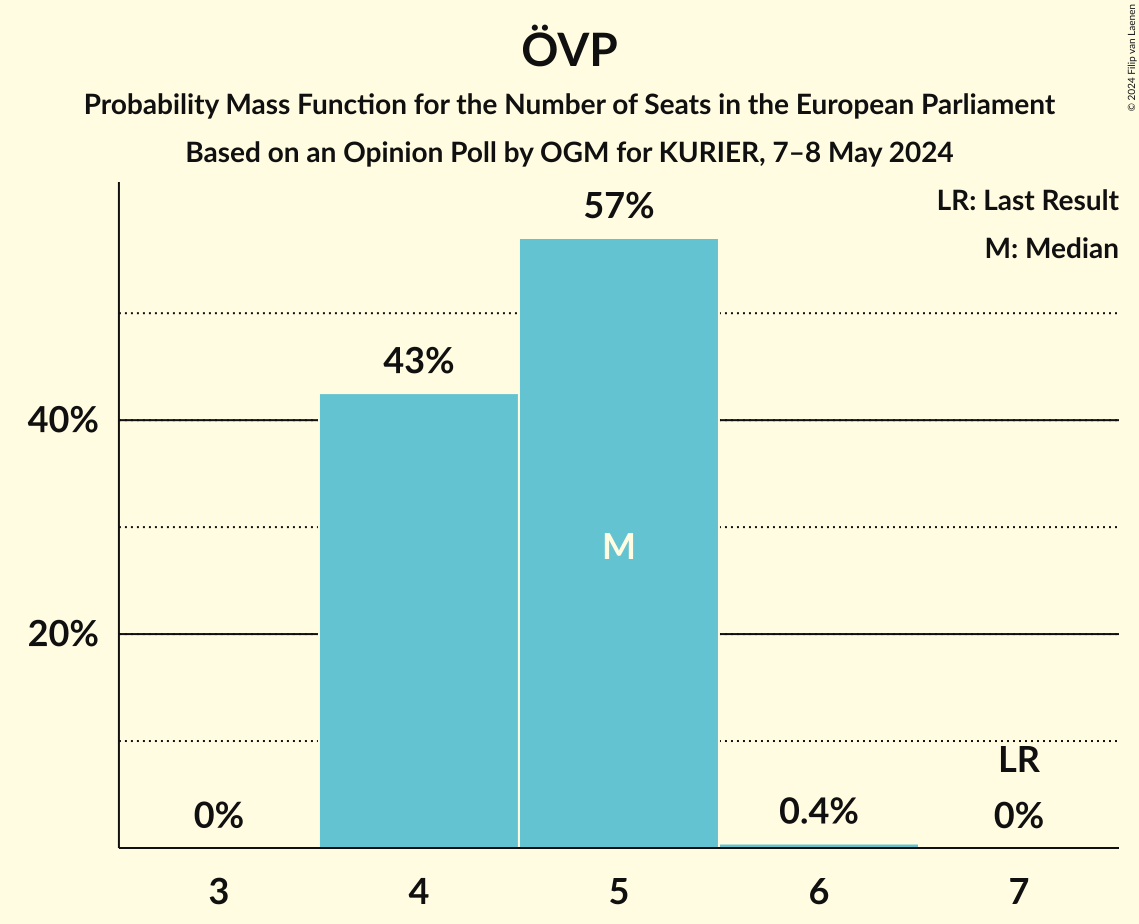 ÖVP
Probability Mass Function for the Number of Seats in the European Parliament
Based on an Opinion Poll by OGM for KURIER, 7–8 May 2024
© 2024 Filip van Laenen
LR: Last Result
M: Median
57%
43%
40%
M
20%
LR
0%
0.4%
0%
3
4
5
6
7